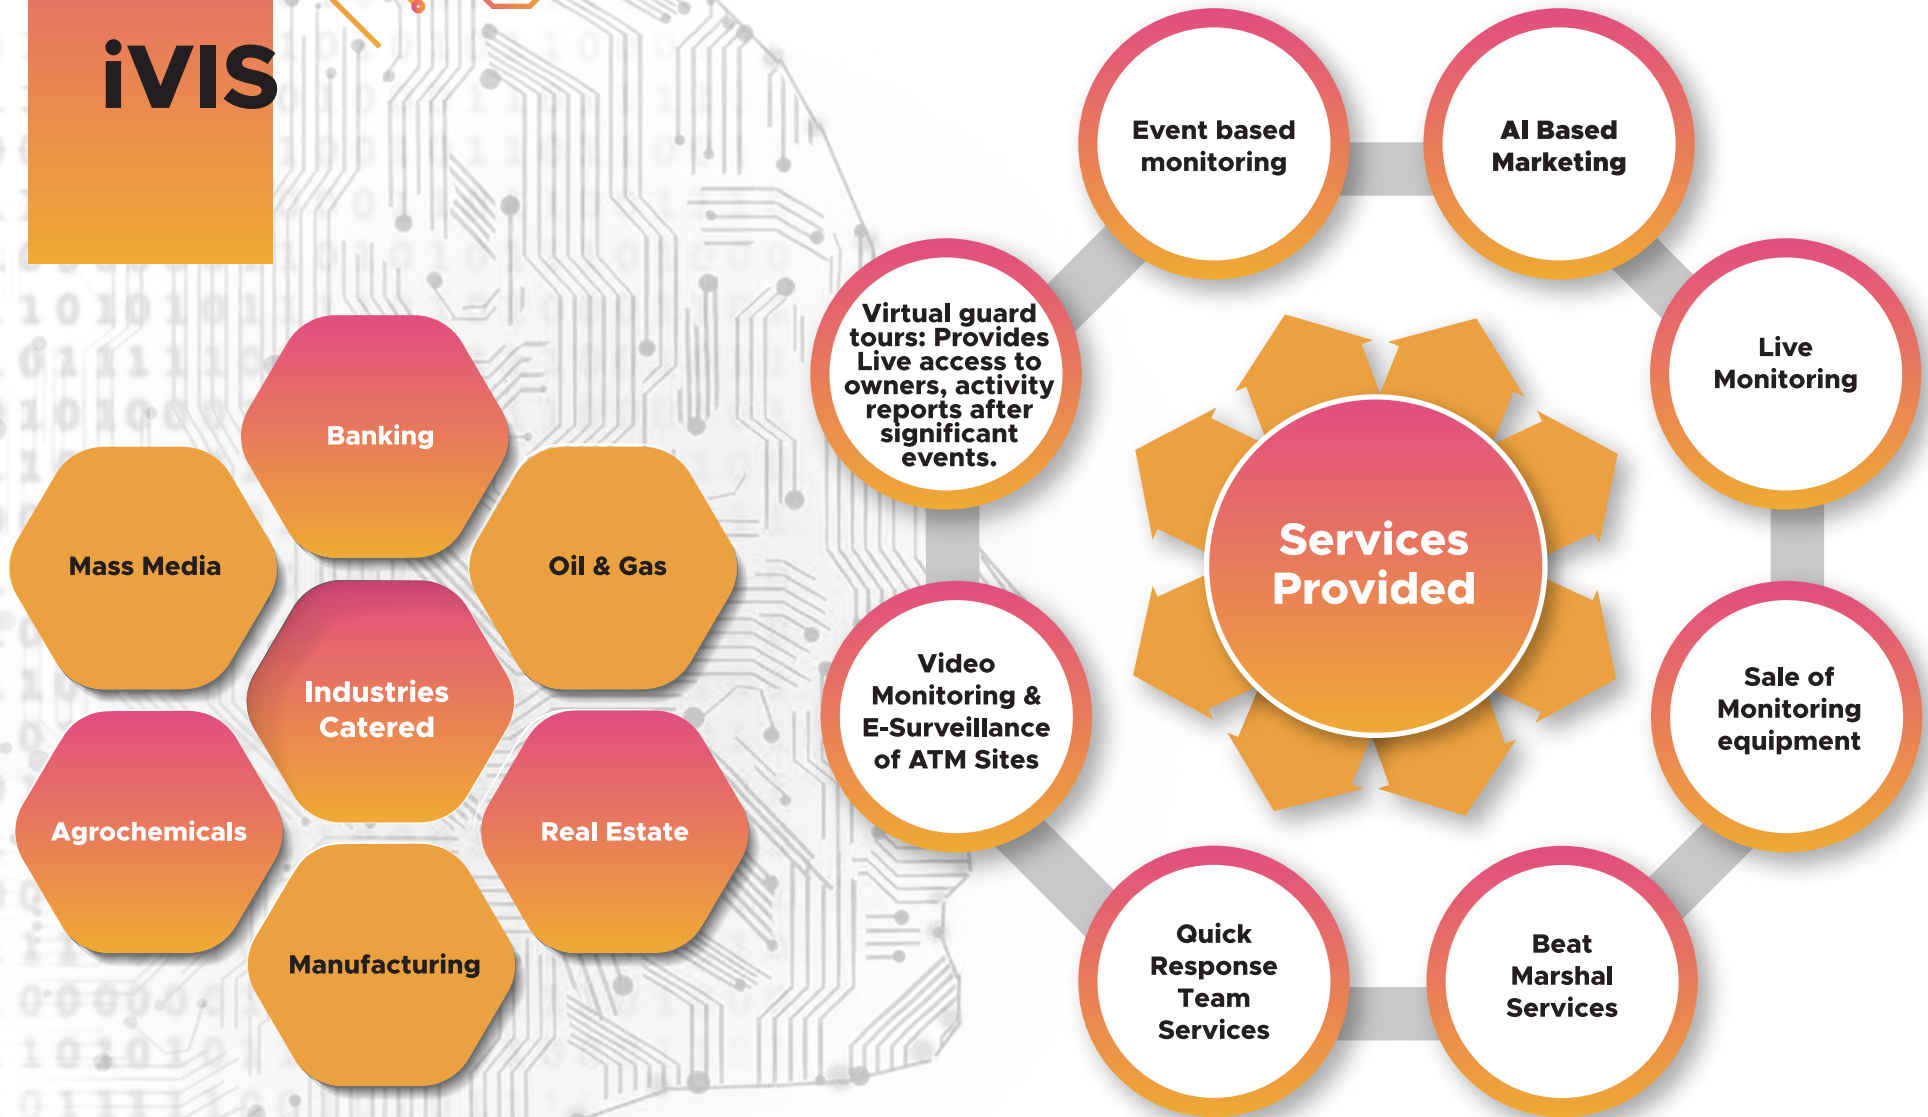 iVIS
Banking
Mass Media
Oil & Gas
Industries
Catered
Agrochemicals
Real Estate
Manufacturing
Event based
monitoring
AI Based
Marketing
Virtual guard
tours: Provides
Live access to
owners, activity
reports after
significant
events.
Live
Monitoring
Services
Provided
Video
Monitoring &
E-Surveillance
of ATM Sites
Sale of
Monitoring
equipment
Quick
Response
Team
Services
Beat
Marshal
Services